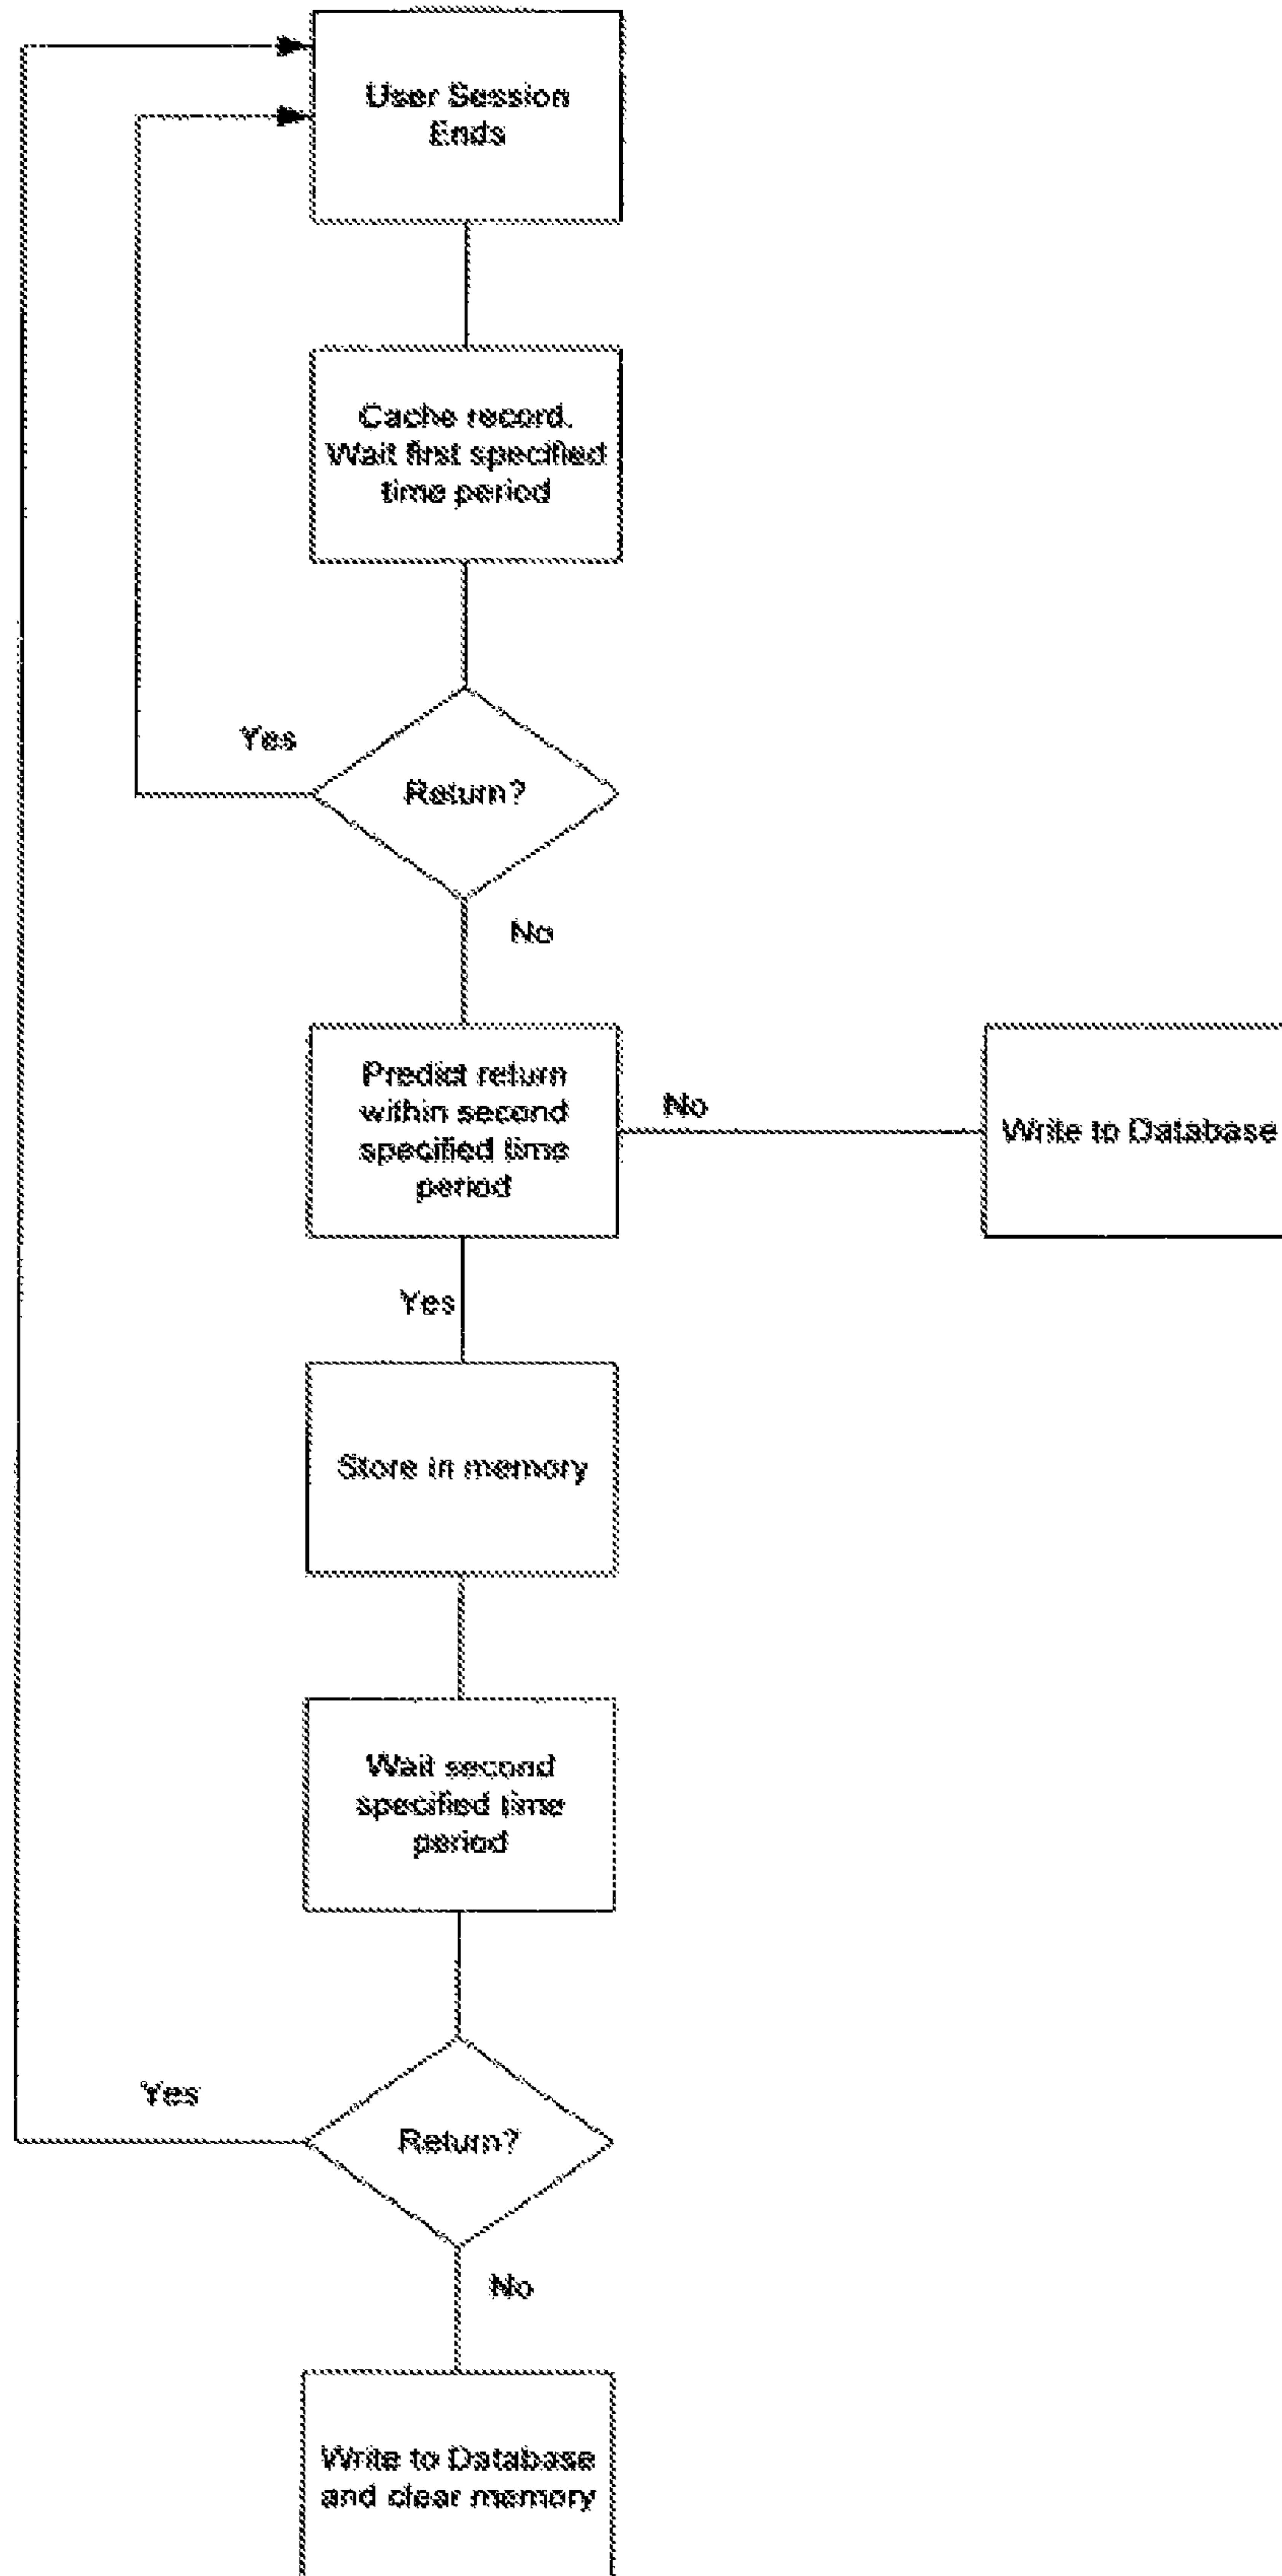 User Session
Ends
Cache record.
Wait first specified
time period
Yes
Return?
No
Predict return
within second
specified time
period
No
Write to Database
Yes
Store in memory
Wait second
specified time
period
Yes
Return?
No
Write to Database
and clear memory